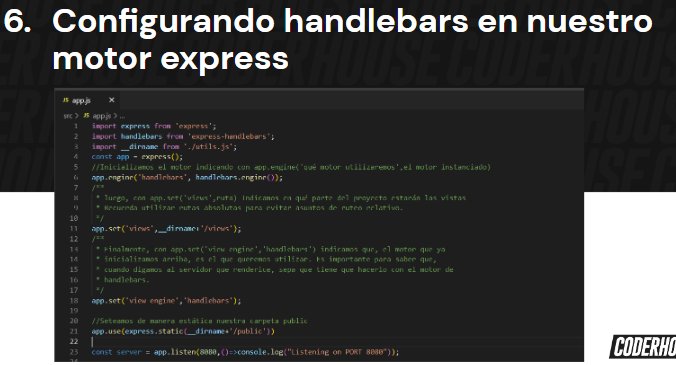 6. Configurando handlebars en nuestro
motor express
JS app.js ×
src > JS app.js > ...
1 import express from 'express';
2 import handlebars from 'express-handlebars';
3 import __dirname from './utils.js';
4 const app = express();
5 //Inicializamos el motor indicando con app.engine('qué motor utilizaremos',el motor instanciado)
6 app.engine('handlebars', handlebars.engine());
7 /**
8 * luego, con app.set('views',ruta) Indicamos en qué parte del proyecto estarán las vistas
9 * Recuerda utilizar rutas absolutas para evitar asuntos de ruteo relativo.
10 */
11 app.set('views',__dirname+'/views');
12 /**
13 * Finalmente, con app.set('view engine','handlebars') indicamos que, el motor que ya
14 * inicializamos arriba, es el que queremos utilizar. Es importante para saber que,
15 * cuando digamos al servidor que renderice, sepa que tiene que hacerlo con el motor de
16 * handlebars.
17 */
18 app.set('view engine','handlebars');
19
20 //Seteamos de manera estática nuestra carpeta public
21 app.use(express.static(__dirname+'/public'))
22
23 const server = app.listen(8080,()=>console.log("Listening on PORT 8080"));
24
CODERHO